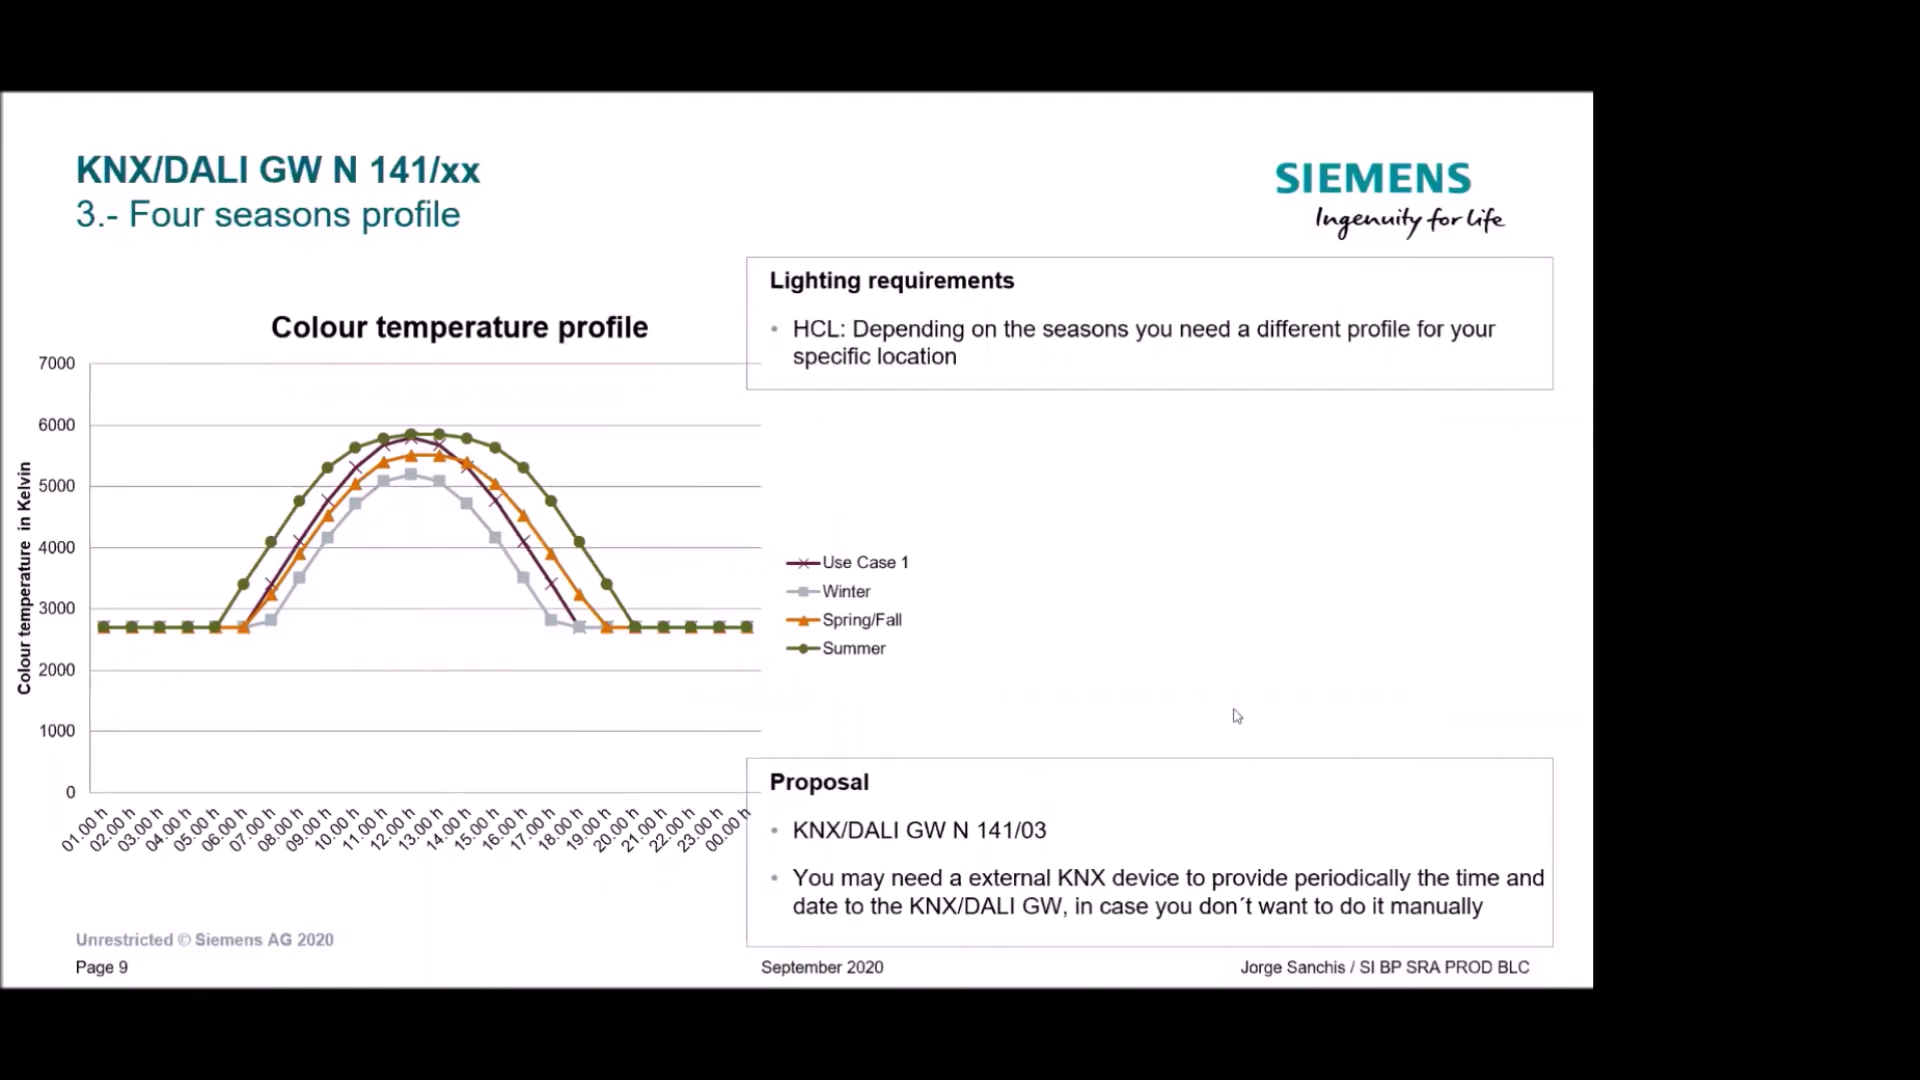 KNX/DALI GW N 141/xx
3.- Four seasons profile
SIEMENS
Ingenuity for life
Lighting requirements
• HCL: Depending on the seasons you need a different profile for your
specific location
Colour temperature profile
Colour temperature in Kelvin
7000
6000
5000
4000
3000
2000
1000
0
01.00 h
02.00 h
03.00 h
04.00 h
05.00 h
06.00 h
07.00 h
08.00 h
09.00 h
10.00 h
11.00 h
12.00 h
13.00 h
14.00 h
15.00 h
16.00 h
17.00 h
18.00 h
19.00 h
20.00 h
21.00 h
22.00 h
23.00 h
00.00 h
Use Case 1
Winter
Spring/Fall
Summer
Proposal
• KNX/DALI GW N 141/03
• You may need a external KNX device to provide periodically the time and
date to the KNX/DALI GW, in case you don´t want to do it manually
Unrestricted © Siemens AG 2020
Page 9
September 2020
Jorge Sanchis / SI BP SRA PROD BLC